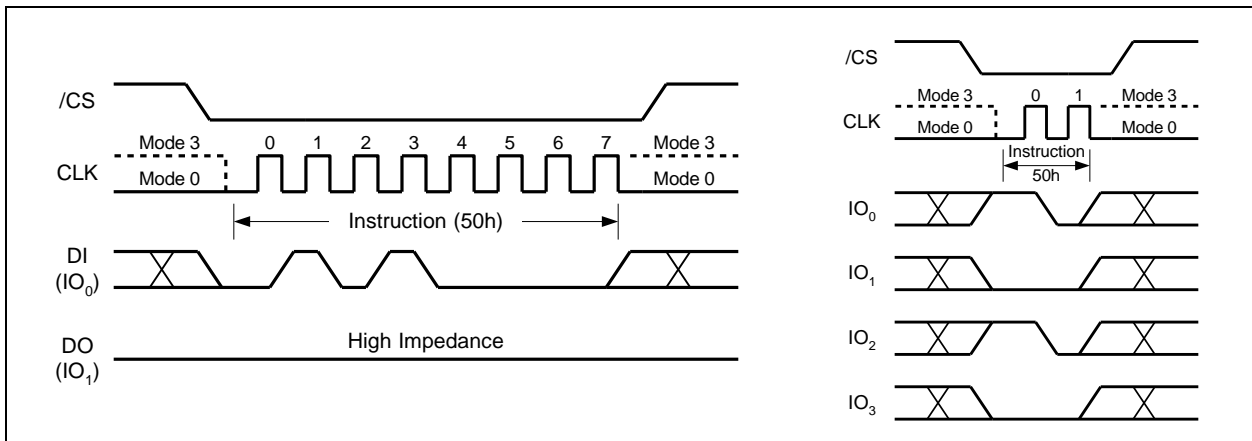 /CS
Mode 3 0 1 2 3 4 5 6 7 Mode 3
CLK
Mode 0 Mode 0
Instruction (50h)
DI
(IO0)
High Impedance
DO
(IO1)
/CS
Mode 3 0 1 Mode 3
CLK
Mode 0 Mode 0
Instruction
50h
IO0
IO1
IO2
IO3